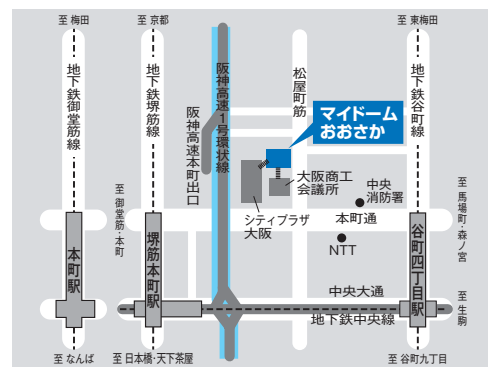 至 梅田
至 京都
至 東梅田
地下鉄御堂筋線
地下鉄堺筋線
阪神高速1号環状線
阪神高速本町出口
松屋町筋
地下鉄谷町線
マイドーム
おおさか
大阪商工
会議所
中央
消防署
シティプラザ
大阪
本町通
NTT
至 御堂筋・本町
至 馬場町・森ノ宮
本町駅
堺筋本町駅
谷町四丁目駅
中央大通
地下鉄中央線
至 生駒
至 なんば
至 日本橋・天下茶屋
至 谷町九丁目